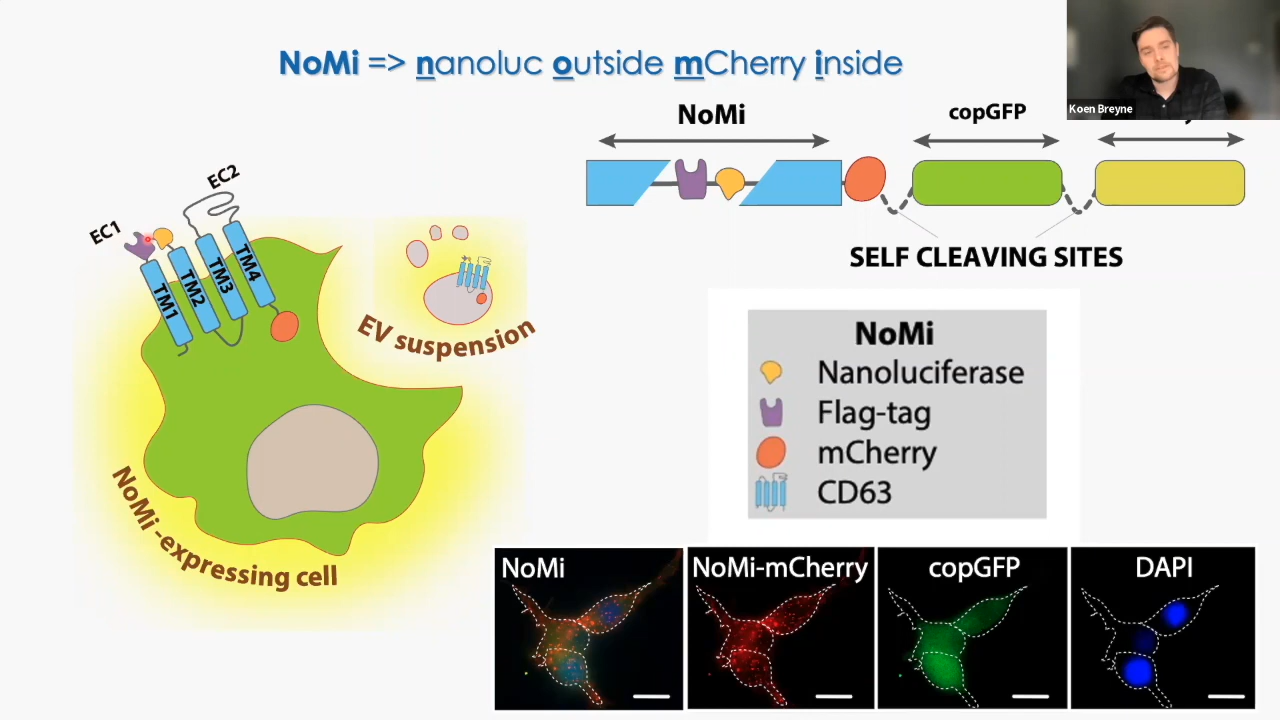 NoMi => nanoluc outside mCherry inside
Koen Breyne
NoMi
copGFP
SELF CLEAVING SITES
EC1
EC2
TM1
TM2
TM3
TM4
EV suspension
NoMi -expressing cell
NoMi
Nanoluciferase
Flag-tag
mCherry
CD63
NoMi
NoMi-mCherry
copGFP
DAPI